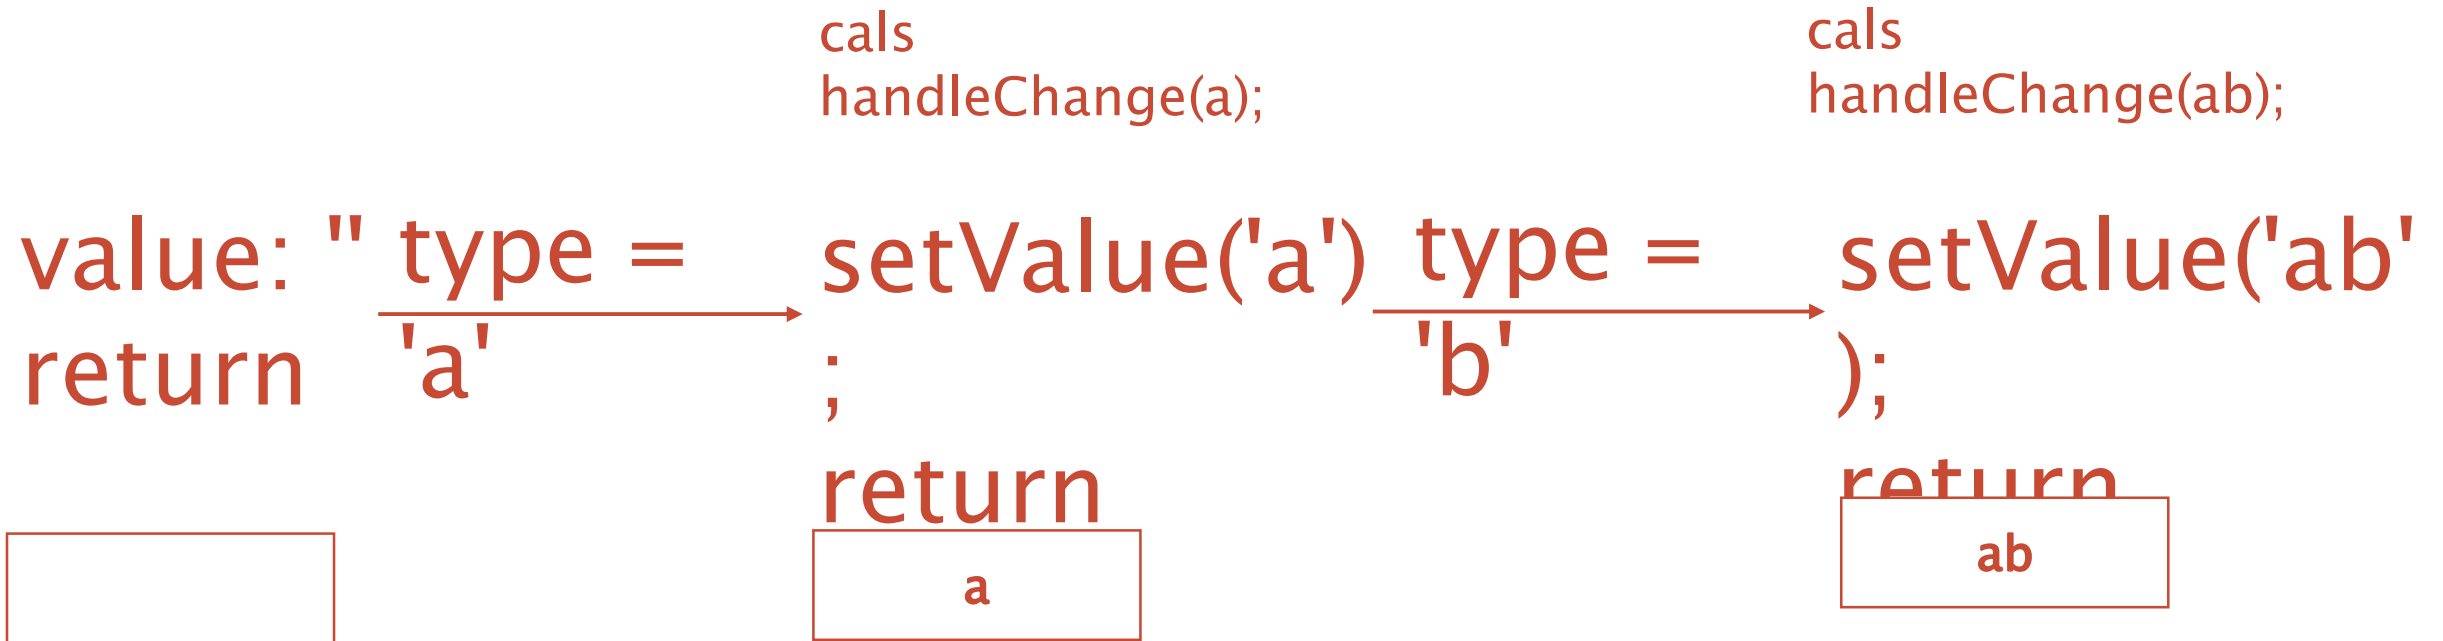 value: ''
return
type =
'a'
cals
handleChange(a);
setValue('a')
;
return
a
type =
'b'
cals
handleChange(ab);
setValue('ab'
);
return
ab